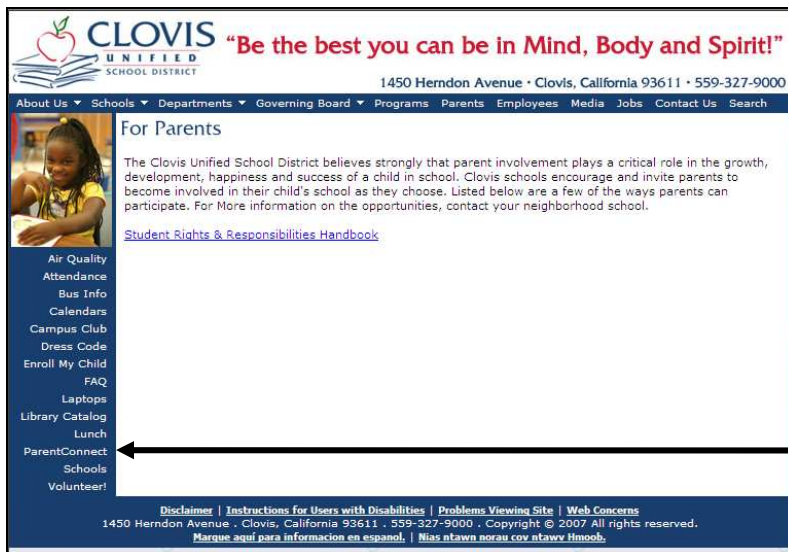 CLOVIS
UNIFIED
SCHOOL DISTRICT
“Be the best you can be in Mind, Body and Spirit!”
1450 Herndon Avenue · Clovis, California 93611 · 559-327-9000
About Us Schools Departments Governing Board Programs Parents Employees Media Jobs Contact Us Search
For Parents
The Clovis Unified School District believes strongly that parent involvement plays a critical role in the growth,
development, happiness and success of a child in school. Clovis schools encourage and invite parents to
become involved in their child's school as they choose. Listed below are a few of the ways parents can
participate. For More information on the opportunities, contact your neighborhood school.
Student Rights & Responsibilities Handbook
Air Quality
Attendance
Bus Info
Calendars
Campus Club
Dress Code
Enroll My Child
FAQ
Laptops
Library Catalog
Lunch
ParentConnect
Schools
Volunteer!
Disclaimer | Instructions for Users with Disabilities | Problems Viewing Site | Web Concerns
1450 Herndon Avenue . Clovis, California 93611 . 559-327-9000 . Copyright © 2007 All rights reserved.
Marque aquí para informacion en espanol. | Nias ntawn norau cov ntawv Hmoob.